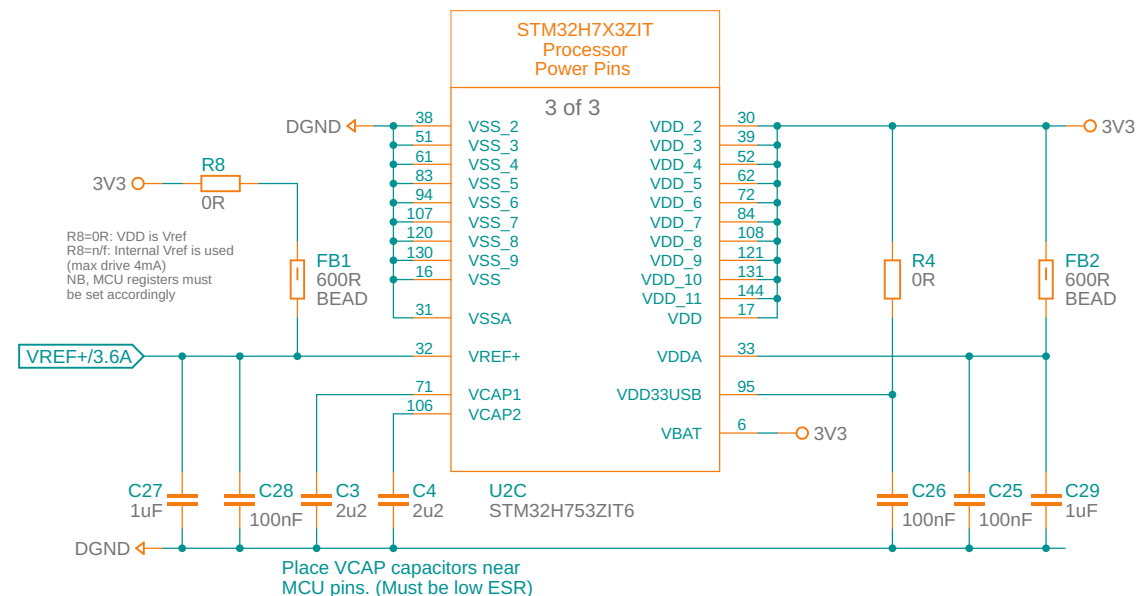 STM32H7X3ZIT
Processor
Power Pins
3 of 3
DGND
38 VSS_2
51 VSS_3
61 VSS_4
83 VSS_5
94 VSS_6
107 VSS_7
120 VSS_8
130 VSS_9
16 VSS
31 VSSA
32 VREF+
71 VCAP1
106 VCAP2
VDD_2 30
VDD_3 39
VDD_4 52
VDD_5 62
VDD_6 72
VDD_7 84
VDD_8 108
VDD_9 121
VDD_10 131
VDD_11 144
VDD 17
VDDA 33
VDD33USB 95
VBAT 6
3V3
3V3
3V3
R8
0R
R8=0R: VDD is Vref
R8=n/f: Internal Vref is used
(max drive 4mA)
NB, MCU registers must
be set accordingly
FB1
600R
BEAD
VREF+/3.6A
R4
0R
FB2
600R
BEAD
C27
1uF
C28
100nF
C3
2u2
C4
2u2
U2C
STM32H753ZIT6
C26
100nF
C25
100nF
C29
1uF
DGND
Place VCAP capacitors near
MCU pins. (Must be low ESR)